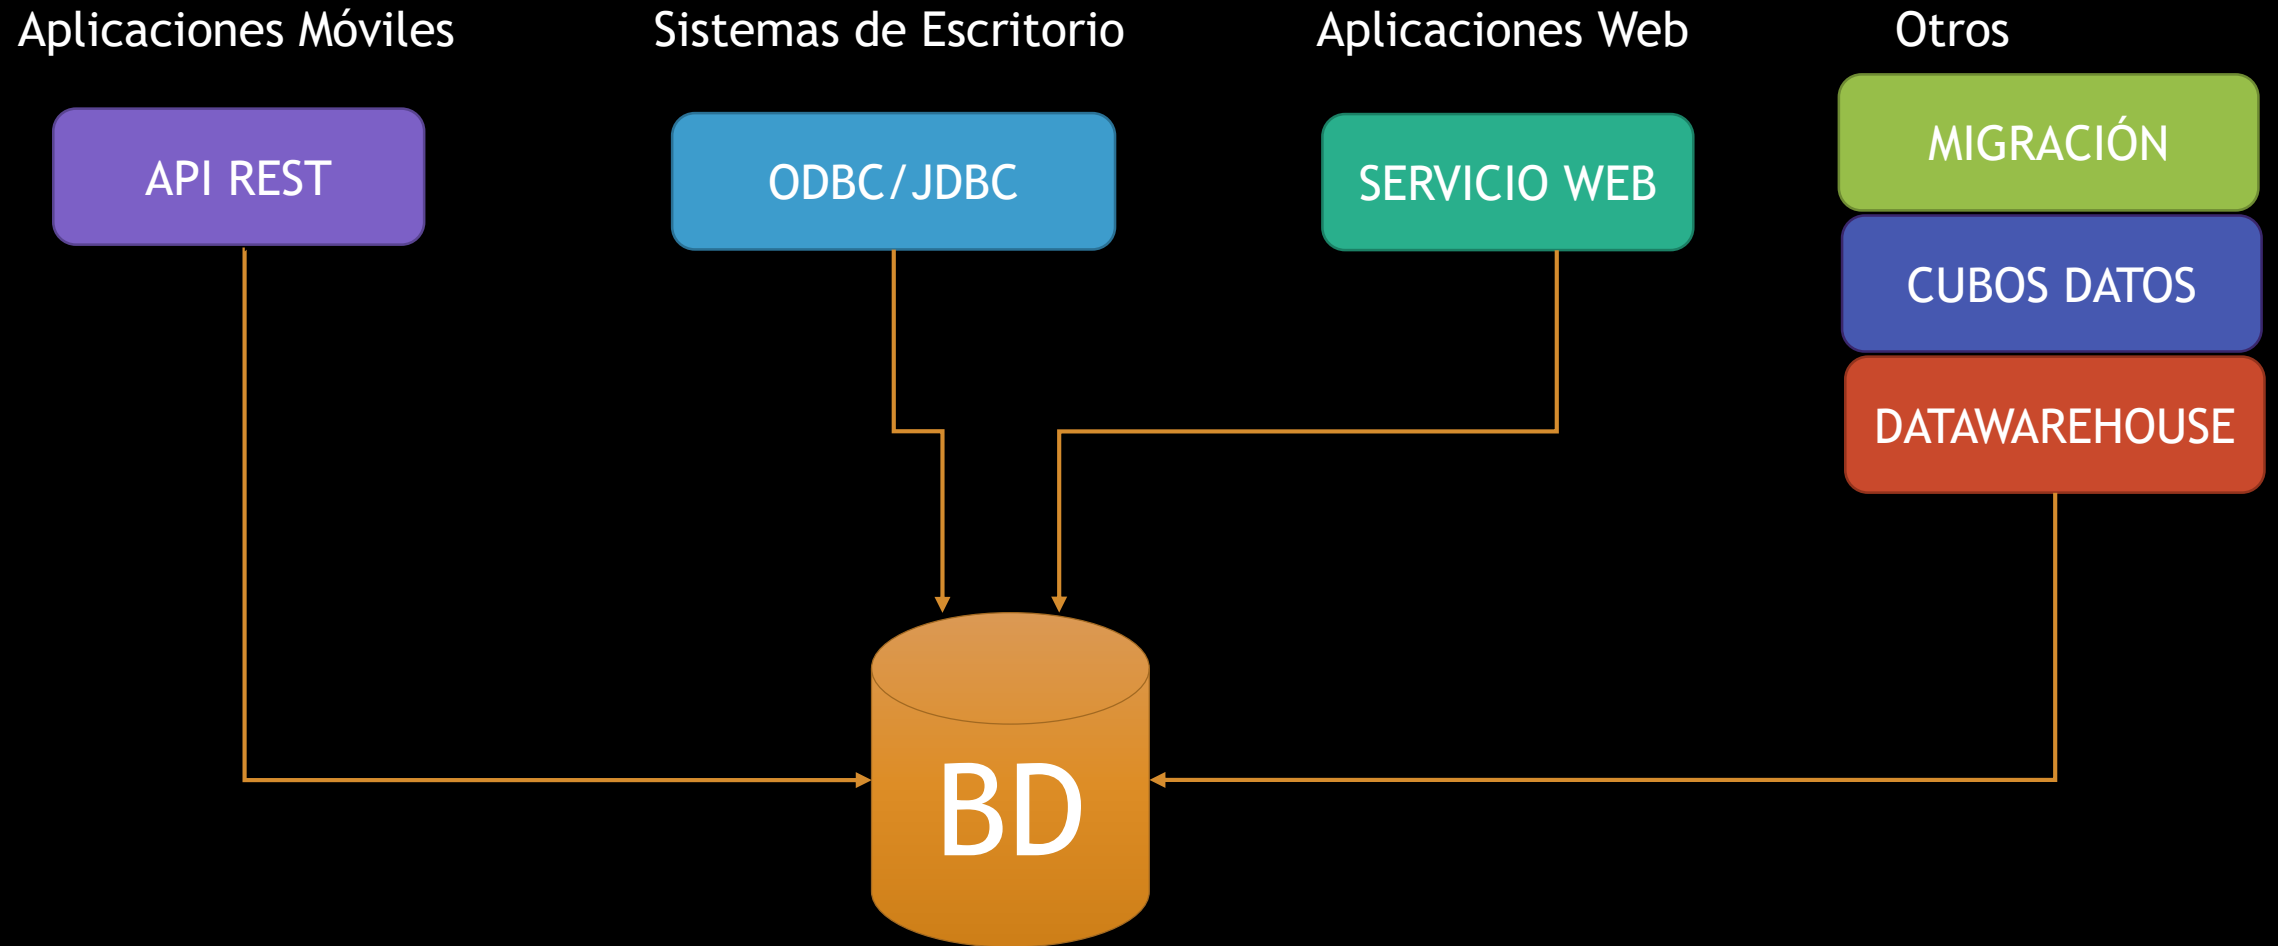 Aplicaciones Móviles
Sistemas de Escritorio
Aplicaciones Web
Otros
API REST
ODBC/JDBC
SERVICIO WEB
MIGRACIÓN
CUBOS DATOS
DATAWAREHOUSE
BD